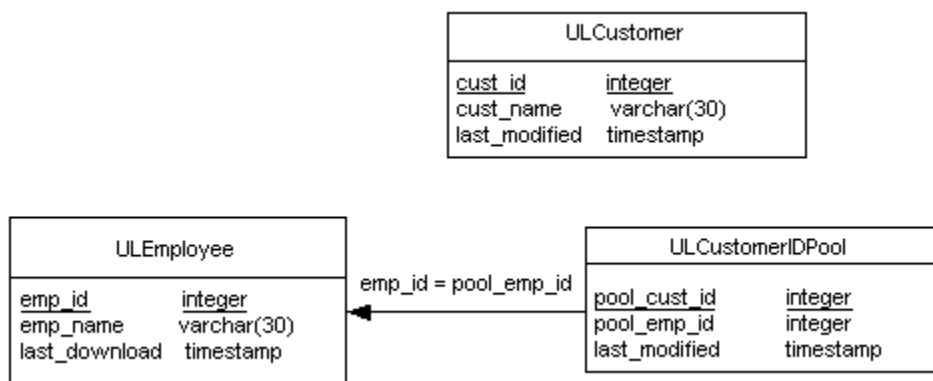 ULCustomer
cust_id integer
cust_name varchar(30)
last_modified timestamp
ULEmployee
emp_id integer
emp_name varchar(30)
last_download timestamp
emp_id = pool_emp_id
ULCustomerIDPool
pool_cust_id integer
pool_emp_id integer
last_modified timestamp